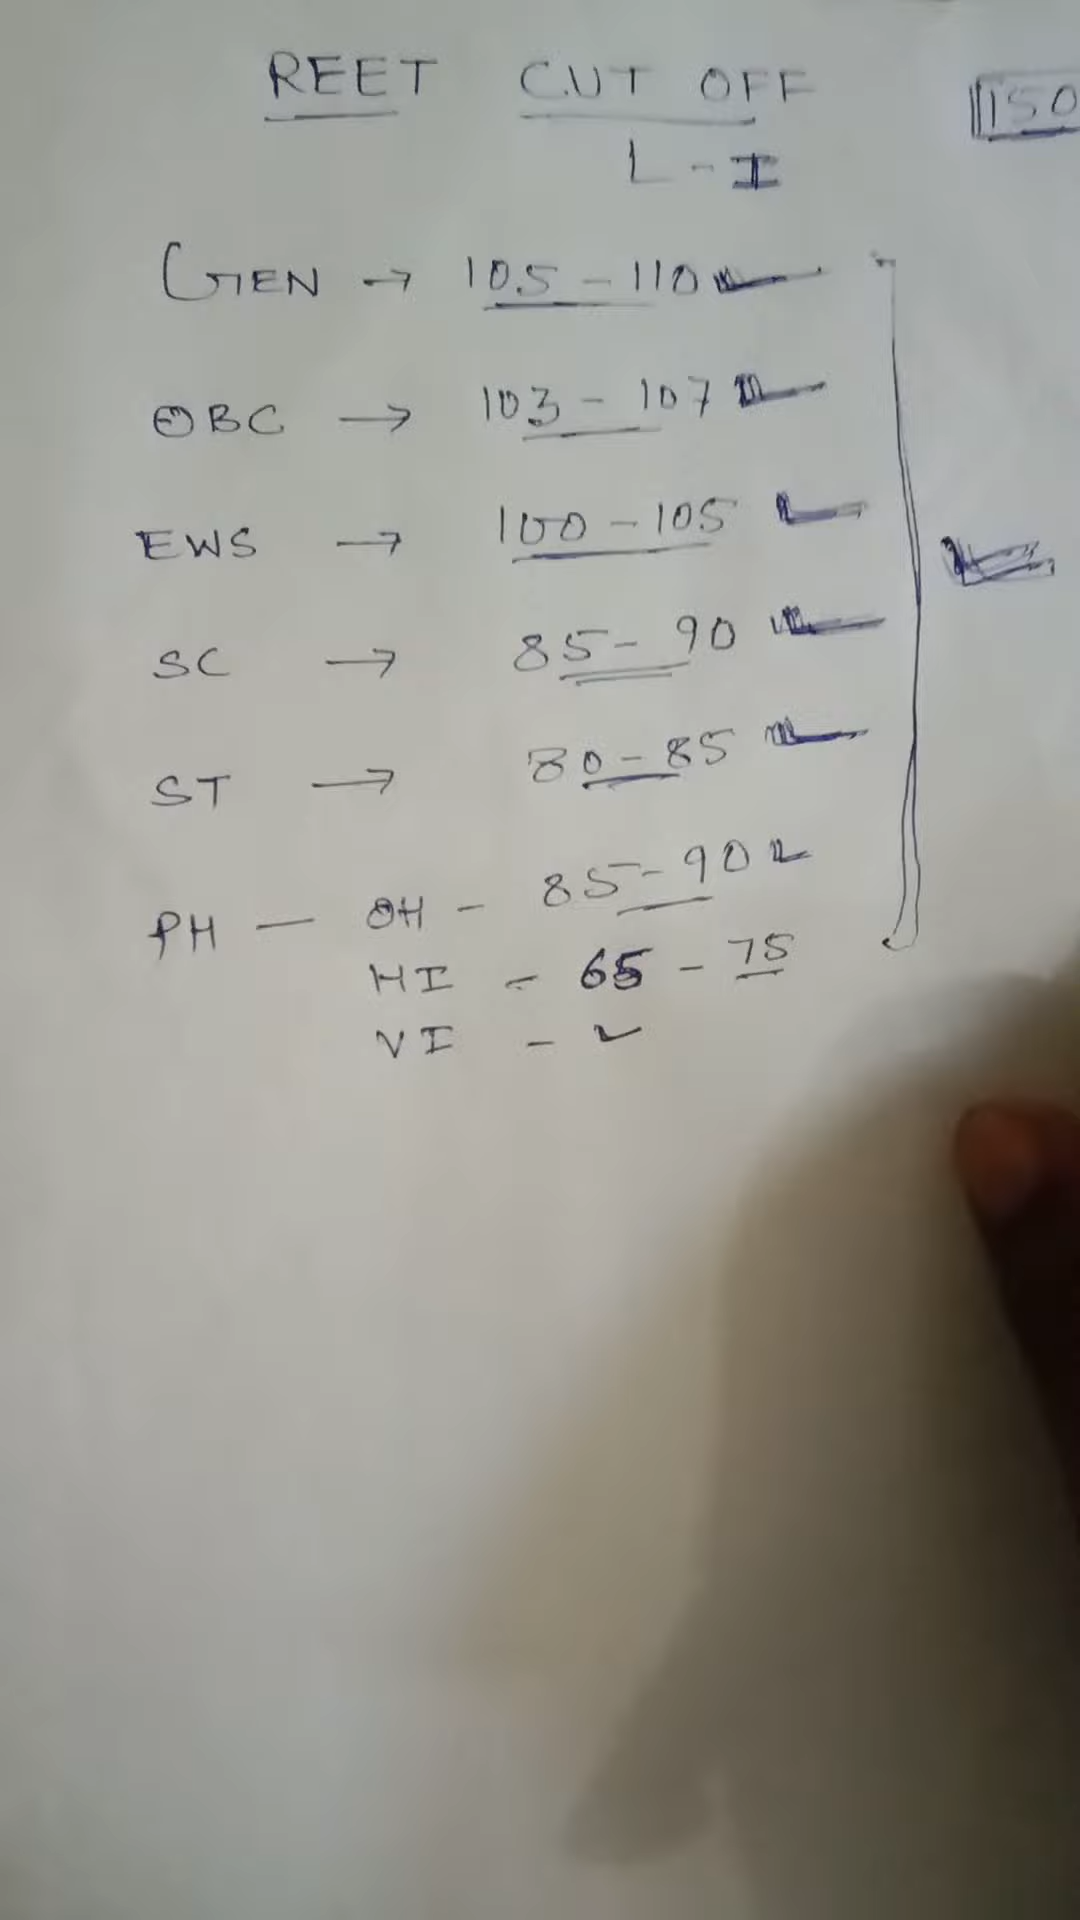 REET CUT OFF
150
L - I
GEN → 105 - 110
OBC → 103 - 107
EWS → 100 - 105
SC → 85 - 90
ST → 80 - 85
PH - OH - 85 - 90
HI - 65 - 75
VI -